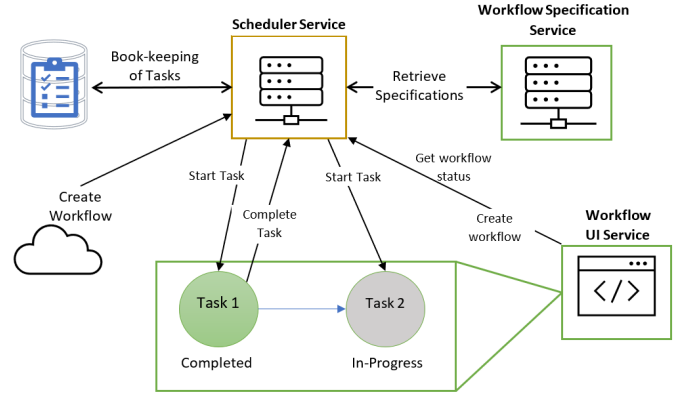 Scheduler Service
Workflow Specification
Service
Book-keeping
of Tasks
Retrieve
Specifications
Create
Workflow
Start Task
Complete
Task
Start Task
Get workflow
status
Create
workflow
Workflow
UI Service
Task 1
Task 2
Completed
In-Progress